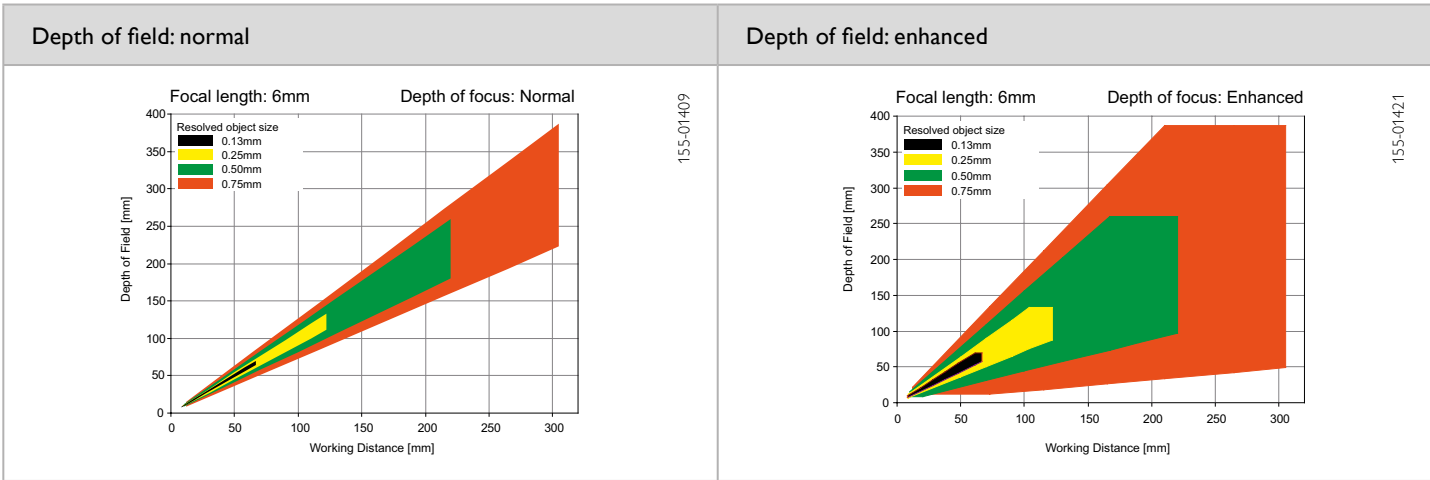 Depth of field: normal
Depth of field: enhanced
Focal length: 6mm Depth of focus: Normal
Resolved object size
0.13mm
0.25mm
0.50mm
0.75mm
400
350
300
250
200
150
100
50
0
Depth of Field [mm]
0 50 100 150 200 250 300
Working Distance [mm]
155-01409
Focal length: 6mm Depth of focus: Enhanced
Resolved object size
0.13mm
0.25mm
0.50mm
0.75mm
400
350
300
250
200
150
100
50
0
Depth of Field [mm]
0 50 100 150 200 250 300
Working Distance [mm]
155-01421